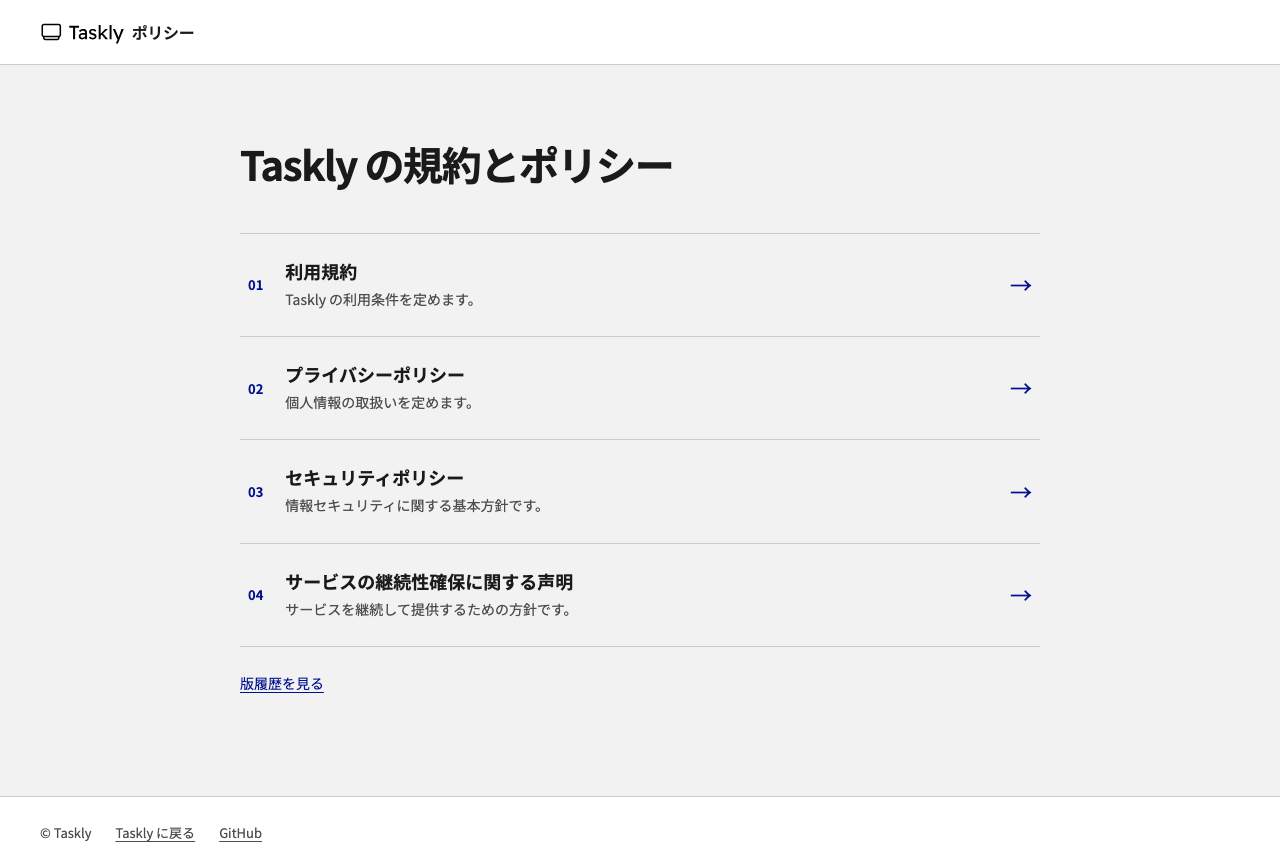 Taskly ポリシー
Taskly の規約とポリシー
01
利用規約
Taskly の利用条件を定めます。
02
プライバシーポリシー
個人情報の取扱いを定めます。
03
セキュリティポリシー
情報セキュリティに関する基本方針です。
04
サービスの継続性確保に関する声明
サービスを継続して提供するための方針です。
版履歴を見る
© Taskly Taskly に戻る GitHub